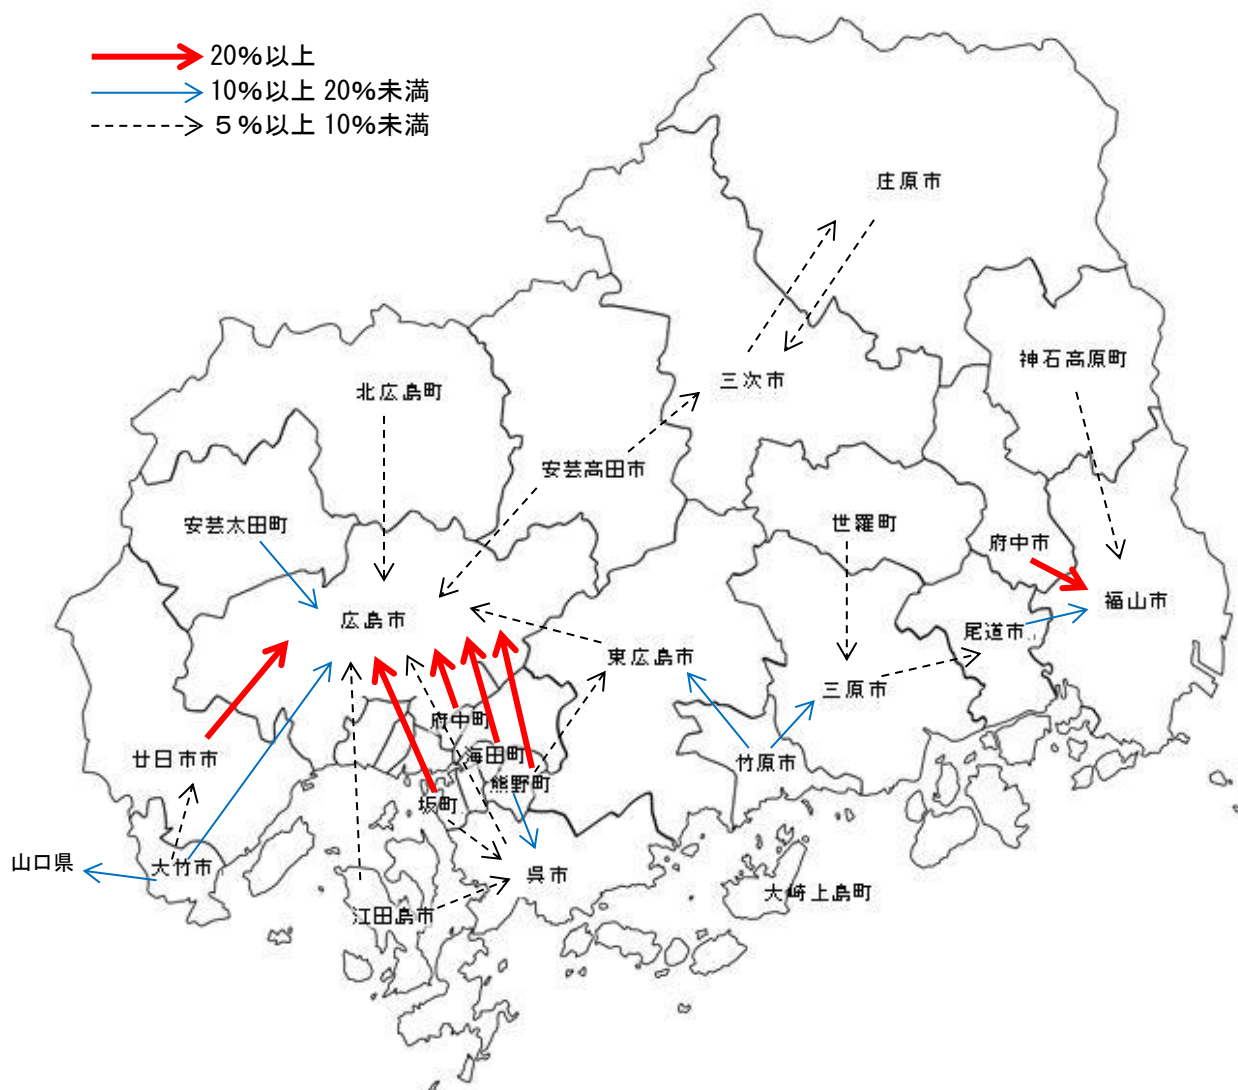 20%以上
10%以上 20%未満
5%以上 10%未満
庄原市
神石高原町
三次市
北広島町
安芸高田市
安芸太田町
世羅町
府中市
福山市
広島市
尾道市
東広島市
三原市
府中町
海田町
廿日市市
竹原市
熊野町
坂町
山口県
大竹市
呉市
大崎上島町
江田島市